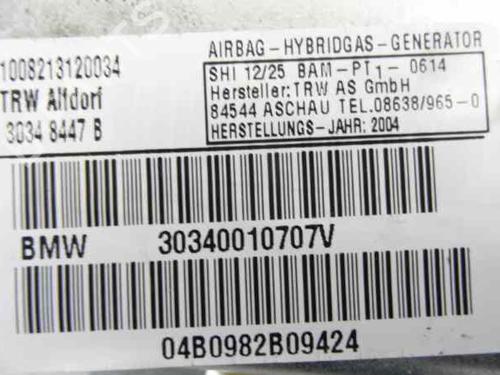 1008213120034
TRW Alfdorf
3034 8447 B
AIRBAG-HYBRIDGAS-GENERATOR
SHI 12/25 BAM-PT1-0614
Hersteller:TRW AS GmbH
84544 ASCHAU TEL.08638/965-0
HERSTELLUNGS-JAHR: 2004
BMW 30340010707V
04B0982B09424